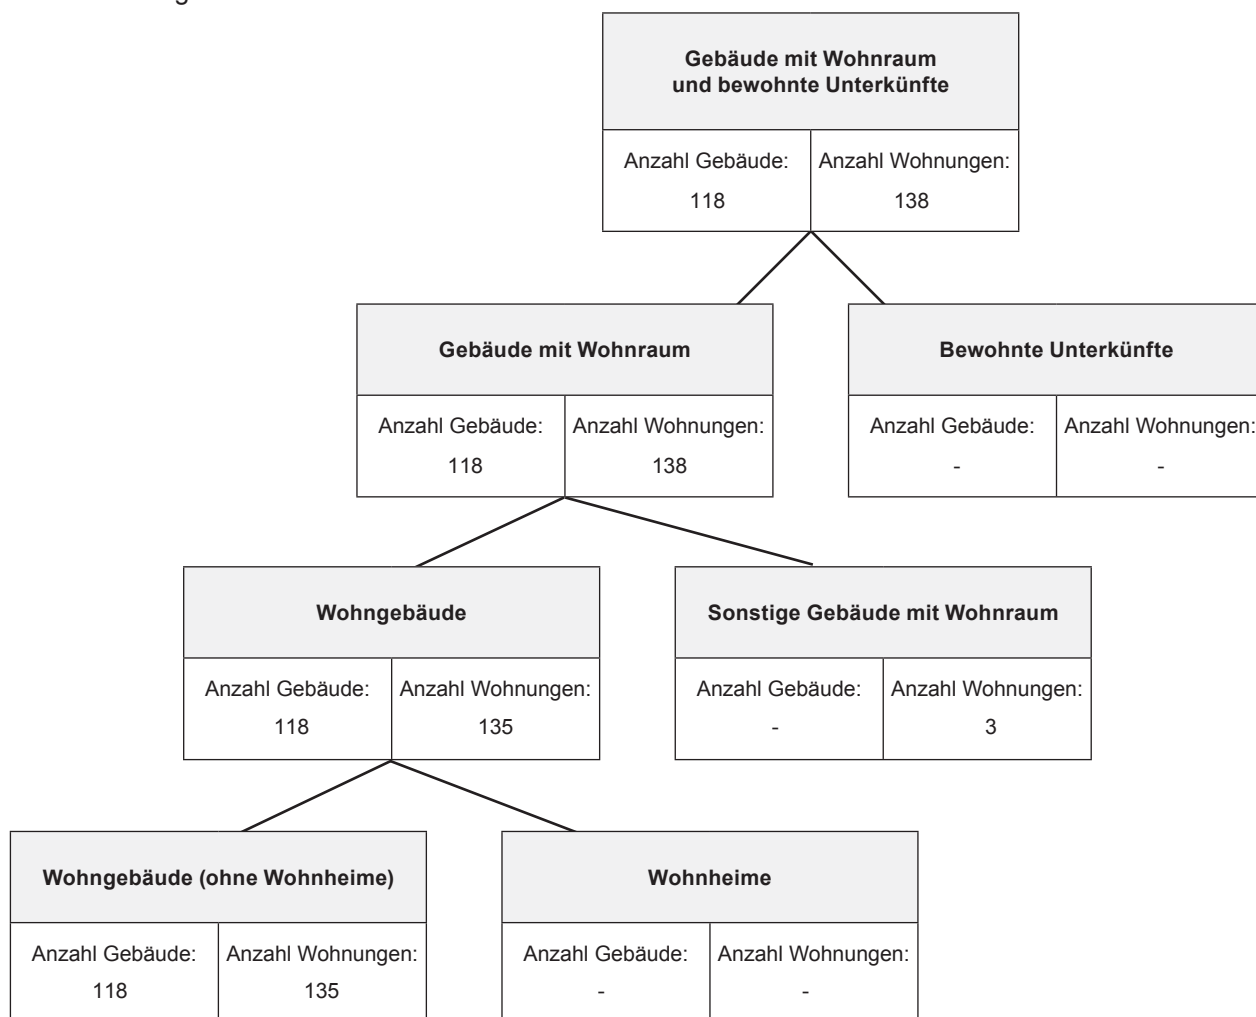 Gebäude mit Wohnraum
und bewohnte Unterkünfte
Anzahl Gebäude: Anzahl Wohnungen:
118 138
Gebäude mit Wohnraum
Bewohnte Unterkünfte
Anzahl Gebäude: Anzahl Wohnungen:
118 138
Anzahl Gebäude: Anzahl Wohnungen:
- -
Wohngebäude
Sonstige Gebäude mit Wohnraum
Anzahl Gebäude: Anzahl Wohnungen:
118 135
Anzahl Gebäude: Anzahl Wohnungen:
- 3
Wohngebäude (ohne Wohnheime)
Wohnheime
Anzahl Gebäude: Anzahl Wohnungen:
118 135
Anzahl Gebäude: Anzahl Wohnungen:
- -